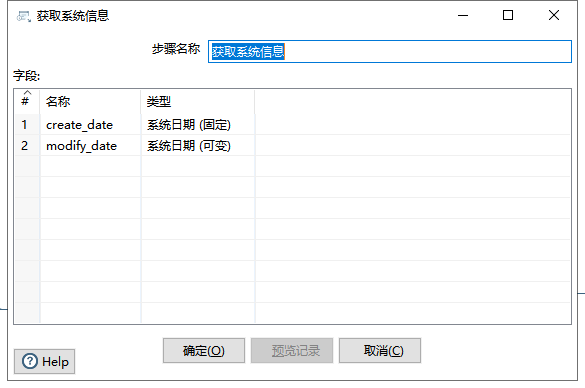 获取系统信息
步骤名称 获取系统信息
字段:
# 名称 类型
1 create_date 系统日期 (固定)
2 modify_date 系统日期 (可变)
确定(O) 预览记录 取消(C)
Help